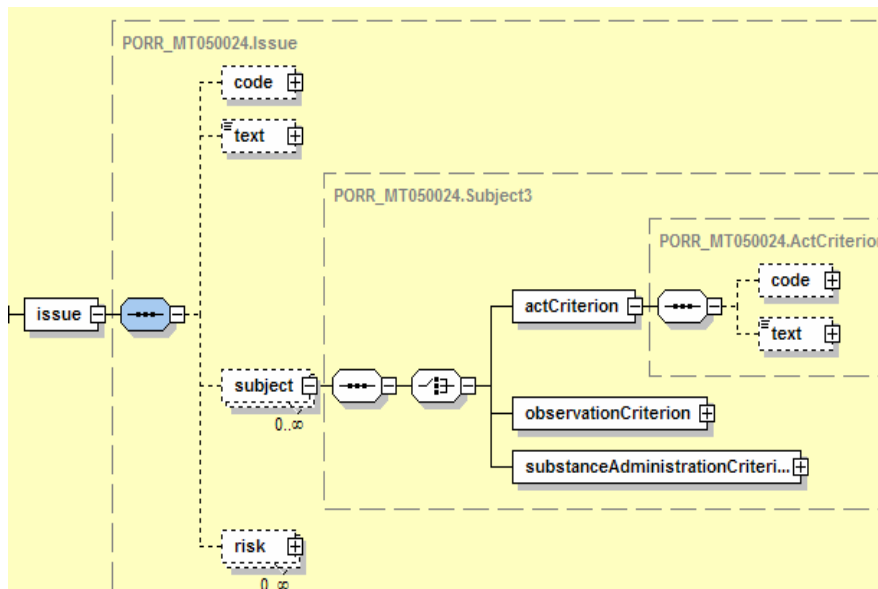 PORR_MT050024.Issue
code
text
PORR_MT050024.Subject3
PORR_MT050024.ActCriterion
code
issue
actCriterion
text
subject
0..∞
observationCriterion
substanceAdministrationCriteri...
risk
0..∞